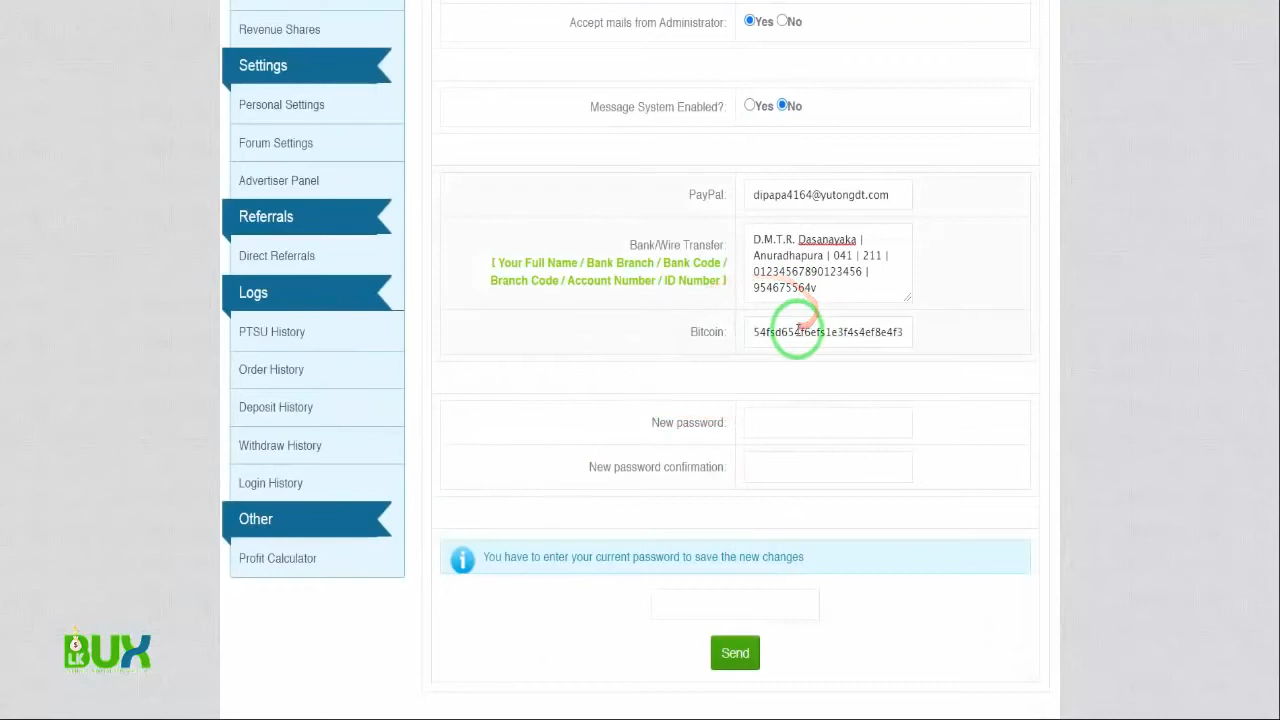 Revenue Shares
Settings
Personal Settings
Forum Settings
Advertiser Panel
Referrals
Direct Referrals
Logs
PTSU History
Order History
Deposit History
Withdraw History
Login History
Other
Profit Calculator
Accept mails from Administrator: Yes No
Message System Enabled?: Yes No
PayPal: dipapa4164@yutongdt.com
Bank/Wire Transfer:
[ Your Full Name / Bank Branch / Bank Code /
Branch Code / Account Number / ID Number ]
D.M.T.R. Dasanayaka |
Anuradhapura | 041 | 211 |
01234567890123456 |
954675564v
Bitcoin: 54fsd654f6efs1e3f4s4ef8e4f3
New password:
New password confirmation:
You have to enter your current password to save the new changes
Send
LK BUX